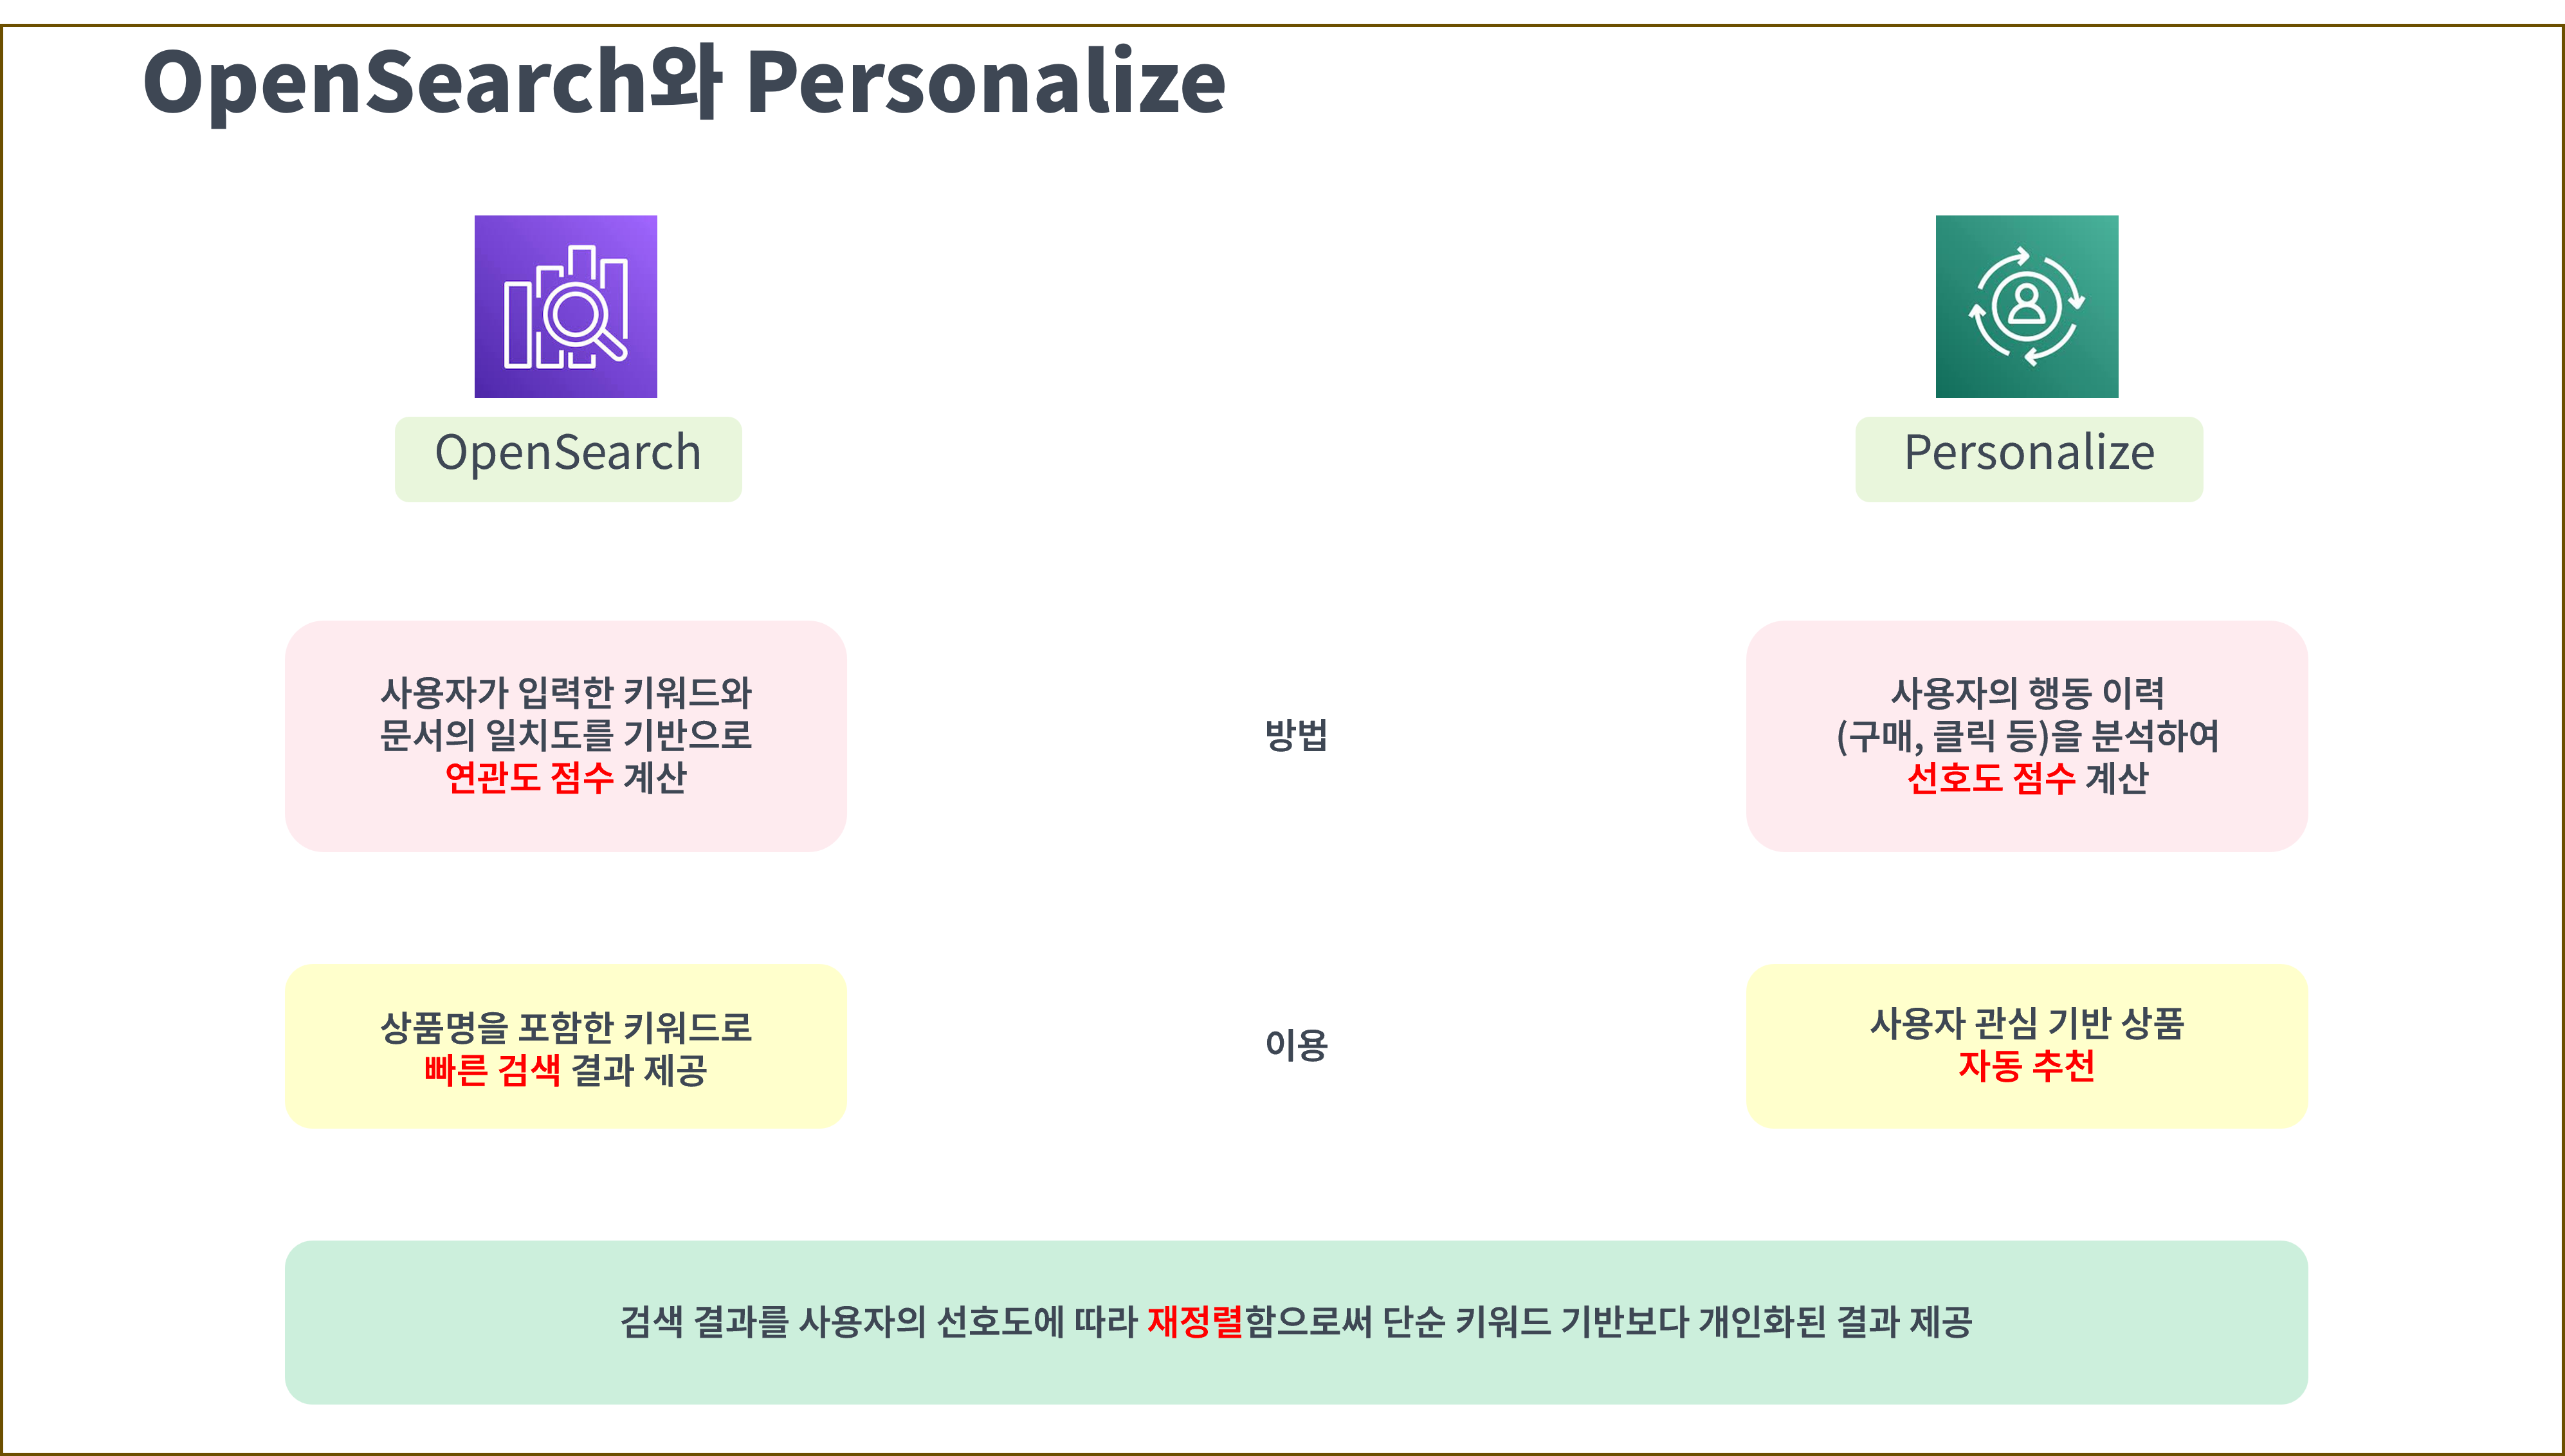 OpenSearch와 Personalize
OpenSearch
Personalize
사용자가 입력한 키워드와
문서의 일치도를 기반으로
연관도 점수 계산
방법
사용자의 행동 이력
(구매, 클릭 등)을 분석하여
선호도 점수 계산
상품명을 포함한 키워드로
빠른 검색 결과 제공
이용
사용자 관심 기반 상품
자동 추천
검색 결과를 사용자의 선호도에 따라 재정렬함으로써 단순 키워드 기반보다 개인화된 결과 제공